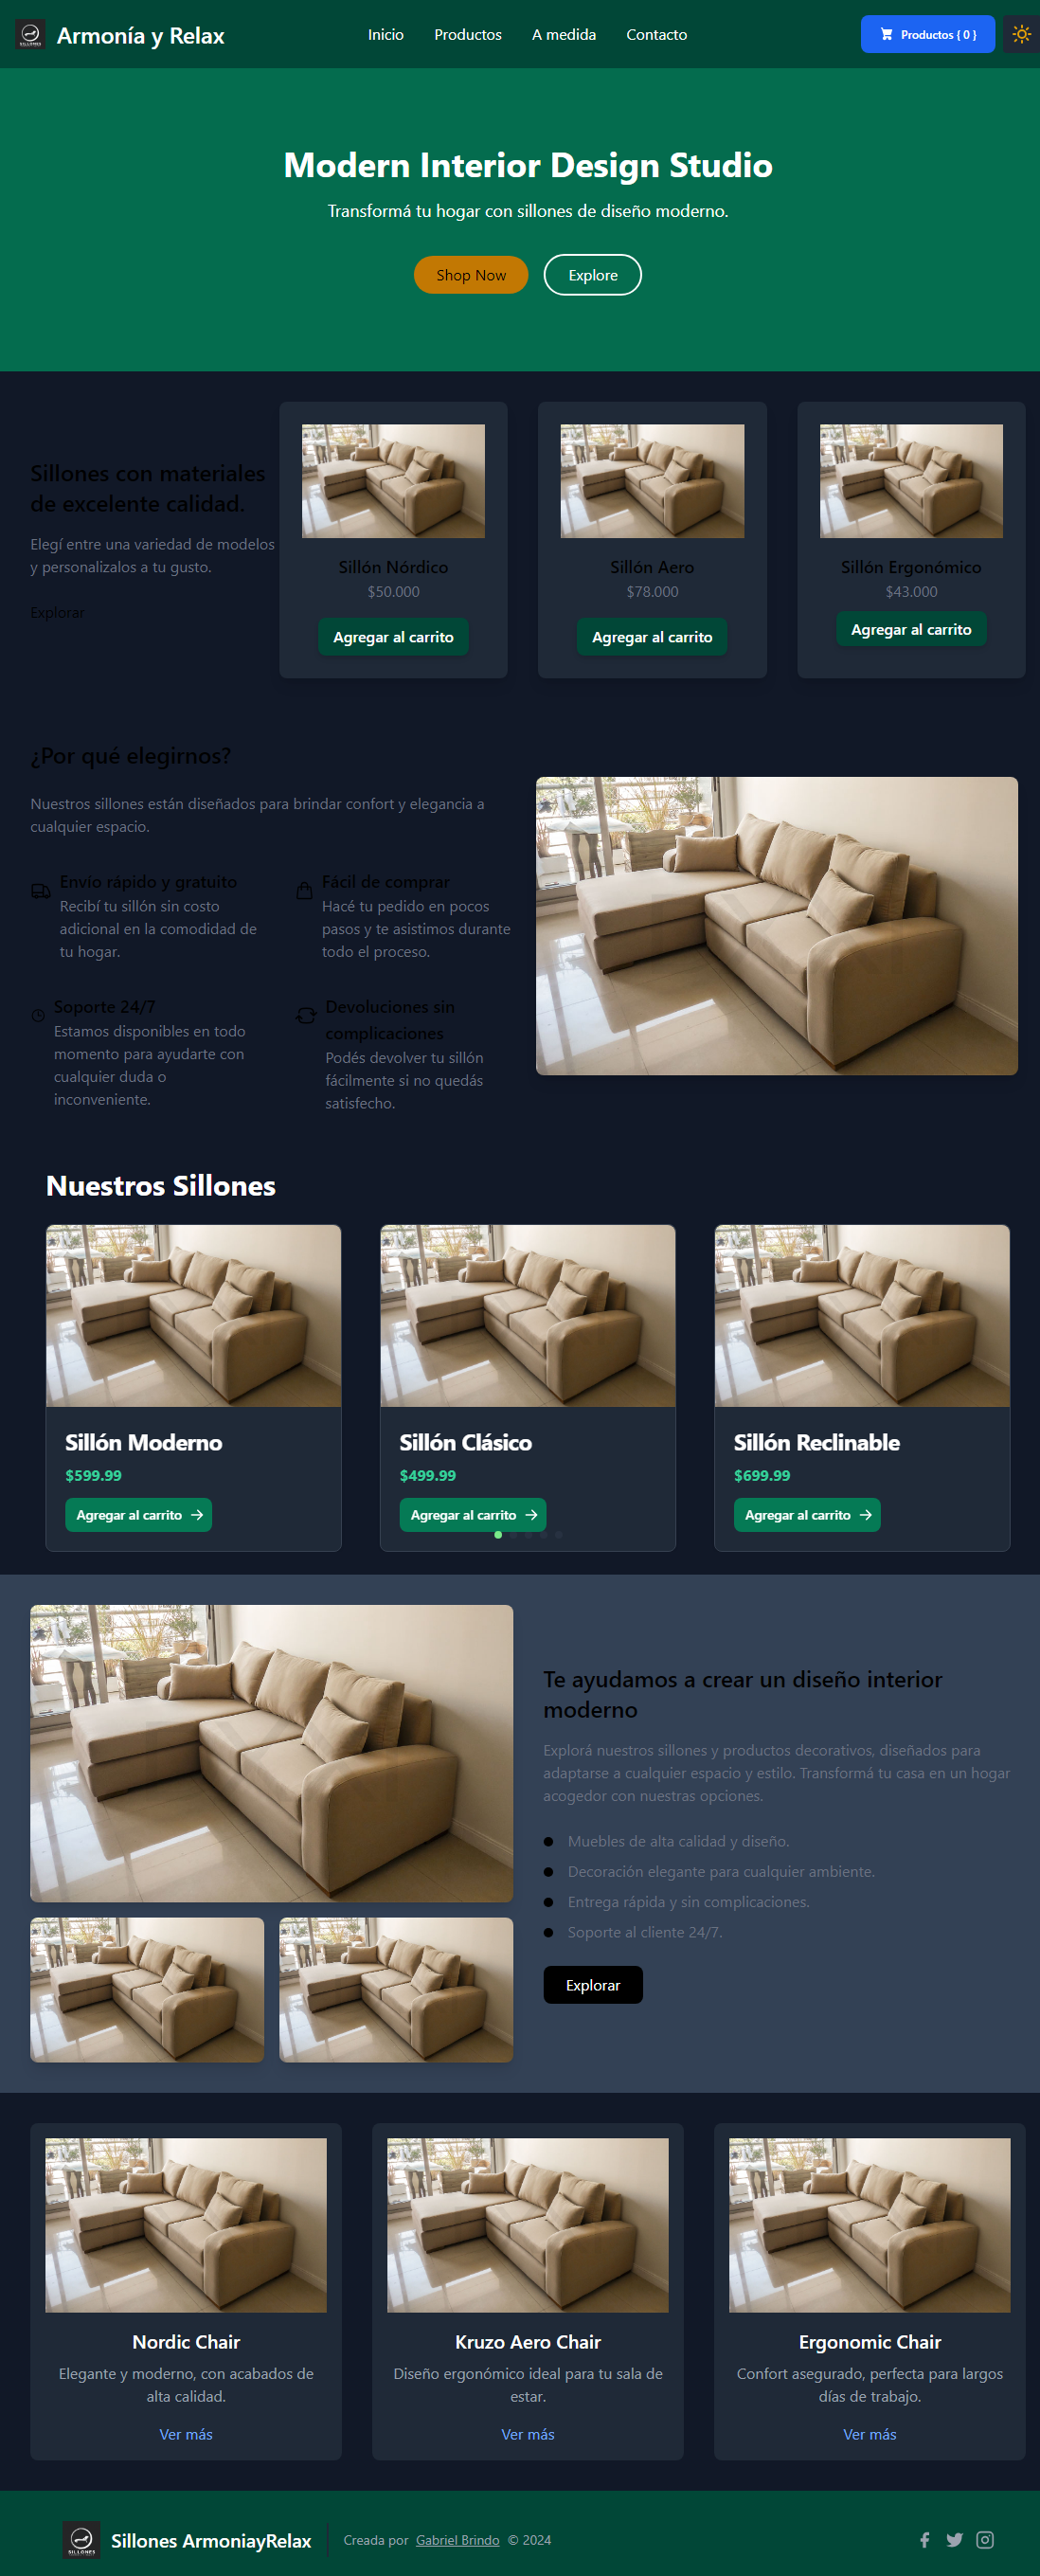 Armonía y Relax
Inicio
Productos
A medida
Contacto
Productos { 0 }
Modern Interior Design Studio
Transformá tu hogar con sillones de diseño moderno.
Shop Now
Explore
Sillones con materiales
de excelente calidad.
Elegí entre una variedad de modelos
y personalizalos a tu gusto.
Explorar
Sillón Nórdico
$50.000
Agregar al carrito
Sillón Aero
$78.000
Agregar al carrito
Sillón Ergonómico
$43.000
Agregar al carrito
¿Por qué elegirnos?
Nuestros sillones están diseñados para brindar confort y elegancia a
cualquier espacio.
Envío rápido y gratuito
Recibí tu sillón sin costo
adicional en la comodidad de
tu hogar.
Fácil de comprar
Hacé tu pedido en pocos
pasos y te asistimos durante
todo el proceso.
Soporte 24/7
Estamos disponibles en todo
momento para ayudarte con
cualquier duda o
inconveniente.
Devoluciones sin
complicaciones
Podés devolver tu sillón
fácilmente si no quedás
satisfecho.
Nuestros Sillones
Sillón Moderno
$599.99
Agregar al carrito
Sillón Clásico
$499.99
Agregar al carrito
Sillón Reclinable
$699.99
Agregar al carrito
Te ayudamos a crear un diseño interior
moderno
Explorá nuestros sillones y productos decorativos, diseñados para
adaptarse a cualquier espacio y estilo. Transformá tu casa en un hogar
acogedor con nuestras opciones.
Muebles de alta calidad y diseño.
Decoración elegante para cualquier ambiente.
Entrega rápida y sin complicaciones.
Soporte al cliente 24/7.
Explorar
Nordic Chair
Elegante y moderno, con acabados de
alta calidad.
Ver más
Kruzo Aero Chair
Diseño ergonómico ideal para tu sala de
estar.
Ver más
Ergonomic Chair
Confort asegurado, perfecta para largos
días de trabajo.
Ver más
SILLONES
Sillones ArmoniayRelax
Creada por Gabriel Brindo © 2024